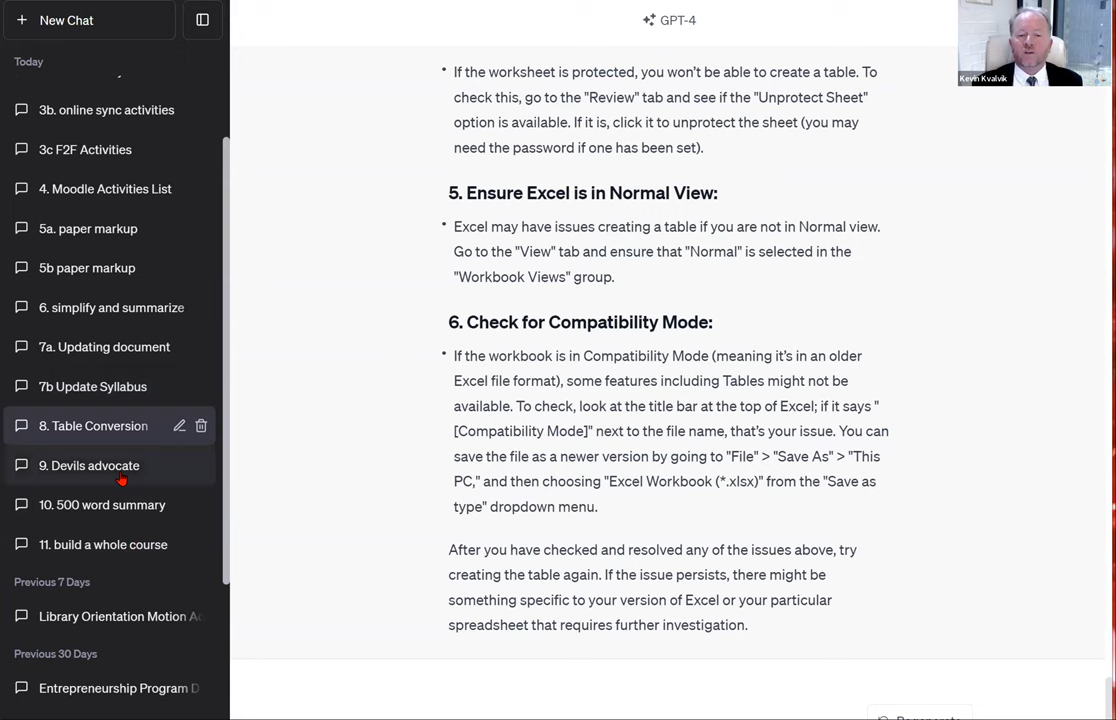 New Chat
GPT-4
Today
3b. online sync activities
3c F2F Activities
4. Moodle Activities List
5a. paper markup
5b paper markup
6. simplify and summarize
7a. Updating document
7b Update Syllabus
8. Table Conversion
9. Devils advocate
10. 500 word summary
11. build a whole course
Previous 7 Days
Library Orientation Motion Ac
Previous 30 Days
Entrepreneurship Program D
• If the worksheet is protected, you won't be able to create a table. To
check this, go to the "Review" tab and see if the "Unprotect Sheet"
option is available. If it is, click it to unprotect the sheet (you may
need the password if one has been set).
5. Ensure Excel is in Normal View:
• Excel may have issues creating a table if you are not in Normal view.
Go to the "View" tab and ensure that "Normal" is selected in the
"Workbook Views" group.
6. Check for Compatibility Mode:
• If the workbook is in Compatibility Mode (meaning it's in an older
Excel file format), some features including Tables might not be
available. To check, look at the title bar at the top of Excel; if it says "
[Compatibility Mode]" next to the file name, that's your issue. You can
save the file as a newer version by going to "File" > "Save As" > "This
PC," and then choosing "Excel Workbook (*.xlsx)" from the "Save as
type" dropdown menu.
After you have checked and resolved any of the issues above, try
creating the table again. If the issue persists, there might be
something specific to your version of Excel or your particular
spreadsheet that requires further investigation.
Kevin Kvalvik